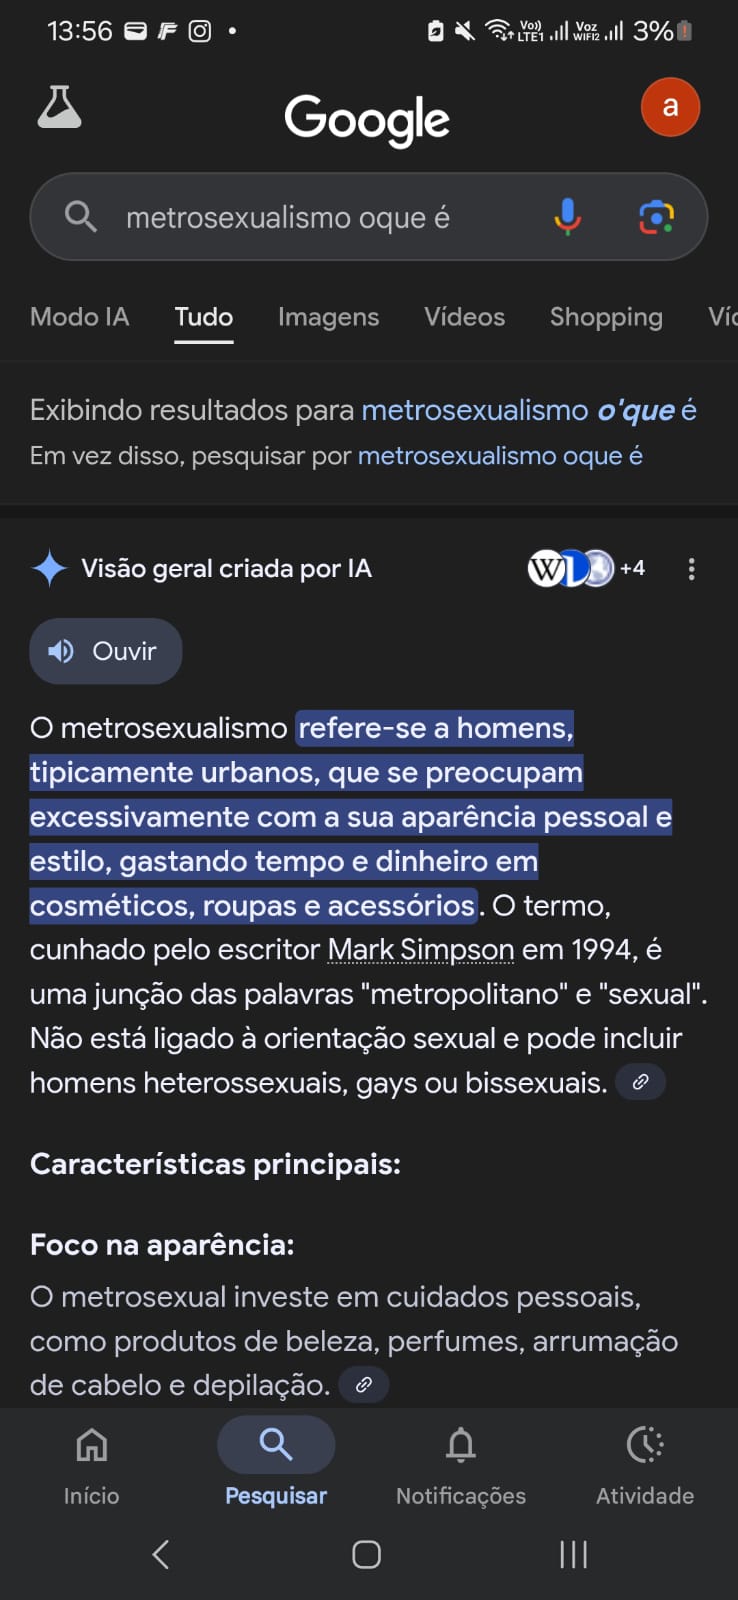 13:56
Vo)) LTE1 Voz WIFI2 3%
Google
a
metrosexualismo oque é
Modo IA Tudo Imagens Vídeos Shopping Víd
Exibindo resultados para metrosexualismo o'que é
Em vez disso, pesquisar por metrosexualismo oque é
Visão geral criada por IA W +4
Ouvir
O metrosexualismo refere-se a homens,
tipicamente urbanos, que se preocupam
excessivamente com a sua aparência pessoal e
estilo, gastando tempo e dinheiro em
cosméticos, roupas e acessórios. O termo,
cunhado pelo escritor Mark Simpson em 1994, é
uma junção das palavras "metropolitano" e "sexual".
Não está ligado à orientação sexual e pode incluir
homens heterossexuais, gays ou bissexuais.
Características principais:
Foco na aparência:
O metrosexual investe em cuidados pessoais,
como produtos de beleza, perfumes, arrumação
de cabelo e depilação.
Início Pesquisar Notificações Atividade